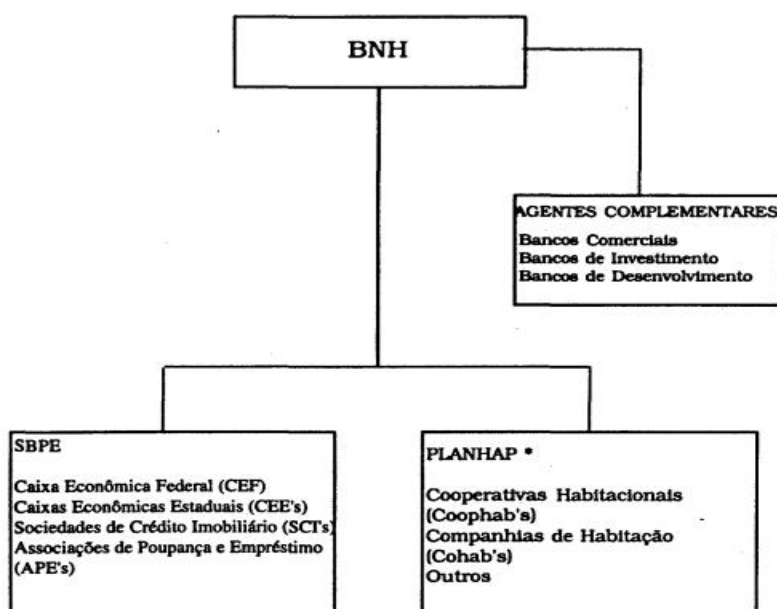 BNH
AGENTES COMPLEMENTARES
Bancos Comerciais
Bancos de Investimento
Bancos de Desenvolvimento
SBPE
Caixa Econômica Federal (CEF)
Caixas Econômicas Estaduais (CEE's)
Sociedades de Crédito Imobiliário (SCI's)
Associações de Poupança e Empréstimo
(APE's)
PLANHAP *
Cooperativas Habitacionais
(Coophab's)
Companhias de Habitação
(Cohab's)
Outros